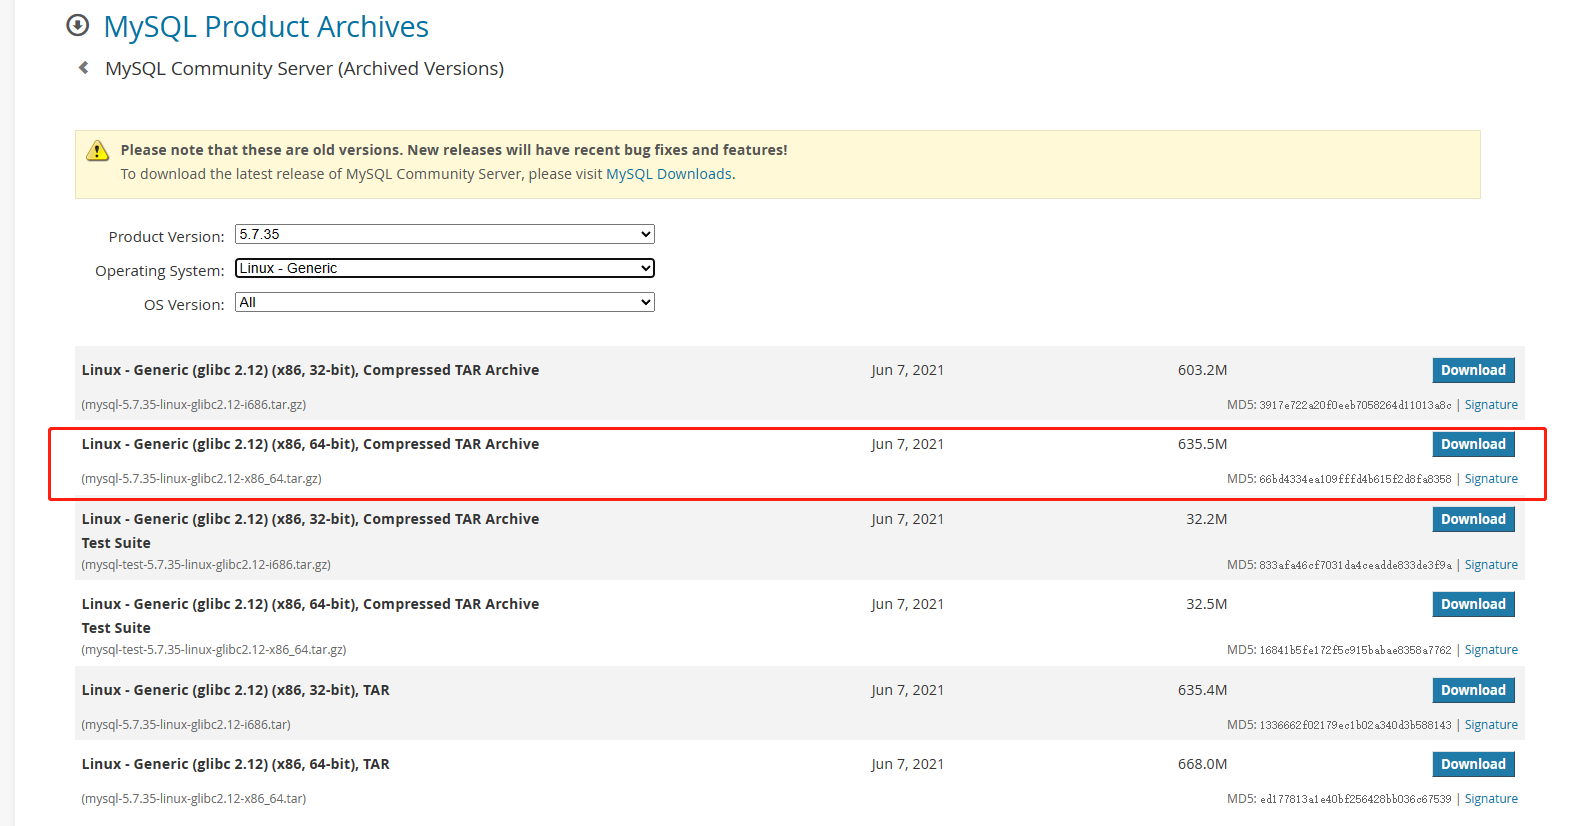 MySQL Product Archives
MySQL Community Server (Archived Versions)
Please note that these are old versions. New releases will have recent bug fixes and features!
To download the latest release of MySQL Community Server, please visit MySQL Downloads.
Product Version: 5.7.35
Operating System: Linux - Generic
OS Version: All
Linux - Generic (glibc 2.12) (x86, 32-bit), Compressed TAR Archive Jun 7, 2021 603.2M Download
(mysql-5.7.35-linux-glibc2.12-i686.tar.gz) MD5: 3917e722a20f0eeb7058264d11013a8c | Signature
Linux - Generic (glibc 2.12) (x86, 64-bit), Compressed TAR Archive Jun 7, 2021 635.5M Download
(mysql-5.7.35-linux-glibc2.12-x86_64.tar.gz) MD5: 66bd4334ea109fffd4b615f2d8fa8358 | Signature
Linux - Generic (glibc 2.12) (x86, 32-bit), Compressed TAR Archive Jun 7, 2021 32.2M Download
Test Suite
(mysql-test-5.7.35-linux-glibc2.12-i686.tar.gz) MD5: 833afa46cf7031da4ceadde833de3f9a | Signature
Linux - Generic (glibc 2.12) (x86, 64-bit), Compressed TAR Archive Jun 7, 2021 32.5M Download
Test Suite
(mysql-test-5.7.35-linux-glibc2.12-x86_64.tar.gz) MD5: 16841b5fe172f5c915babae8358a7762 | Signature
Linux - Generic (glibc 2.12) (x86, 32-bit), TAR Jun 7, 2021 635.4M Download
(mysql-5.7.35-linux-glibc2.12-i686.tar) MD5: 1336662f02179ec1b02a340d3b588143 | Signature
Linux - Generic (glibc 2.12) (x86, 64-bit), TAR Jun 7, 2021 668.0M Download
(mysql-5.7.35-linux-glibc2.12-x86_64.tar) MD5: ed177813a1e40bf256428bb036c67539 | Signature